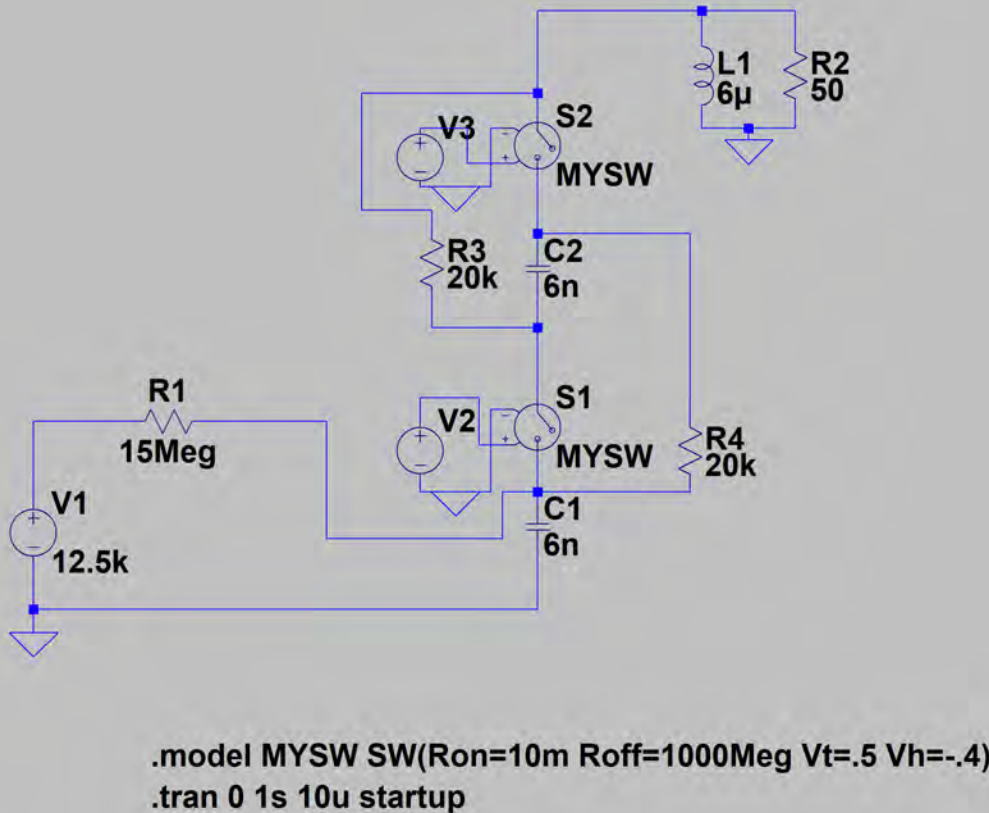 L1
6µ
R2
50
V3
S2
MYSW
R3
20k
C2
6n
R1
15Meg
V2
S1
MYSW
R4
20k
V1
12.5k
C1
6n
.model MYSW SW(Ron=10m Roff=1000Meg Vt=.5 Vh=-.4)
.tran 0 1s 10u startup